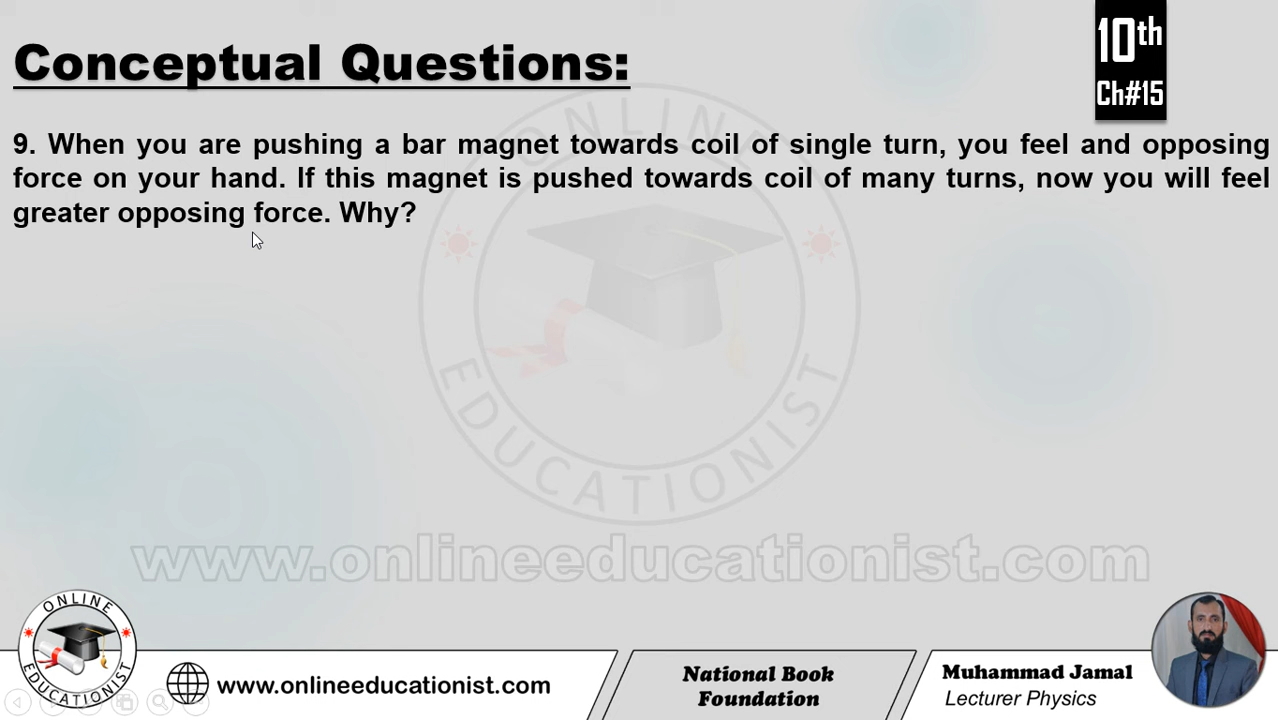 Conceptual Questions:
10th
Ch#15
9. When you are pushing a bar magnet towards coil of single turn, you feel and opposing
force on your hand. If this magnet is pushed towards coil of many turns, now you will feel
greater opposing force. Why?
ONLINE
EDUCATIONIST
www.onlineeducationist.com
ONLINE
EDUCATIONIST
www.onlineeducationist.com
National Book
Foundation
Muhammad Jamal
Lecturer Physics